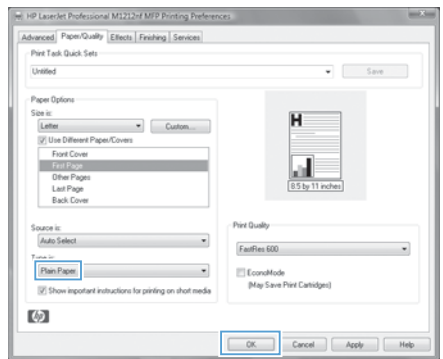 HP LaserJet Professional M1212nf MFP Printing Preferences
Advanced Paper/Quality Effects Finishing Services
Print Task Quick Sets
Untitled Save
Paper Options
Size is:
Letter Custom...
Use Different Paper/Covers
Front Cover
First Page
Other Pages
Last Page
Back Cover
H
8.5 by 11 inches
Source is:
Auto Select
Type is:
Plain Paper
Show important instructions for printing on short media
Print Quality
FastRes 600
EconoMode
(May Save Print Cartridges)
hp
OK Cancel Apply Help